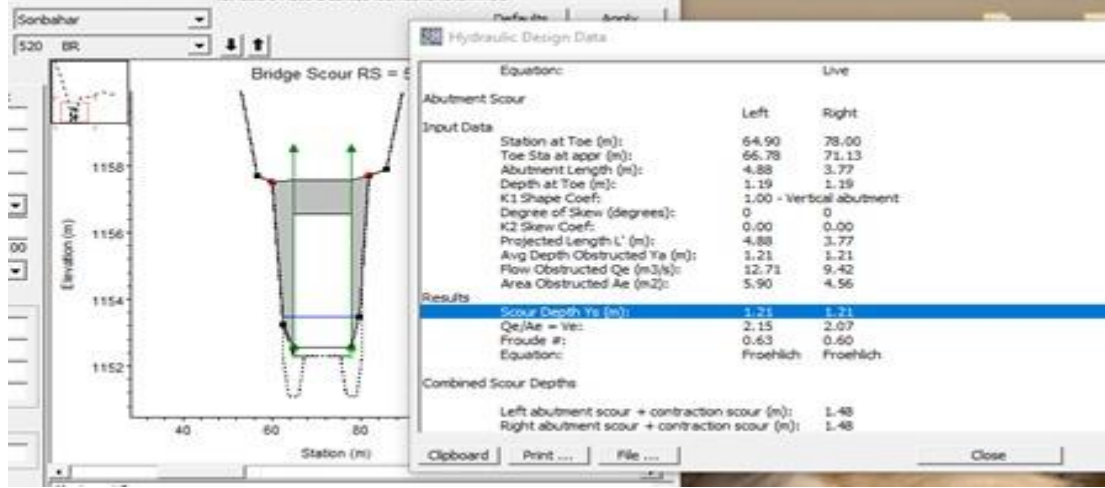 Defaults Apply
Sonbahar
520 BR
Bridge Scour RS =
1158
1156
1154
1152
Elevation (m)
40 60 80
Station (m)
00
Hydraulic Design Data
Equation: Live
Abutment Scour
Left Right
Input Data
Station at Toe (m): 64.90 78.00
Toe Sta at appr (m): 66.78 71.13
Abutment Length (m): 4.88 3.77
Depth at Toe (m): 1.19 1.19
K1 Shape Coef: 1.00 - Vertical abutment
Degree of Skew (degrees): 0 0
K2 Skew Coef: 0.00 0.00
Projected Length L' (m): 4.88 3.77
Avg Depth Obstructed Ya (m): 1.21 1.21
Flow Obstructed Qe (m3/s): 12.71 9.42
Area Obstructed Ae (m2): 5.90 4.56
Results
Scour Depth Ys (m): 1.21 1.21
Qe/Ae = Ve: 2.15 2.07
Froude #: 0.63 0.60
Equation: Froehlich Froehlich
Combined Scour Depths
Left abutment scour + contraction scour (m): 1.48
Right abutment scour + contraction scour (m): 1.48
Clipboard Print ... File ... Close